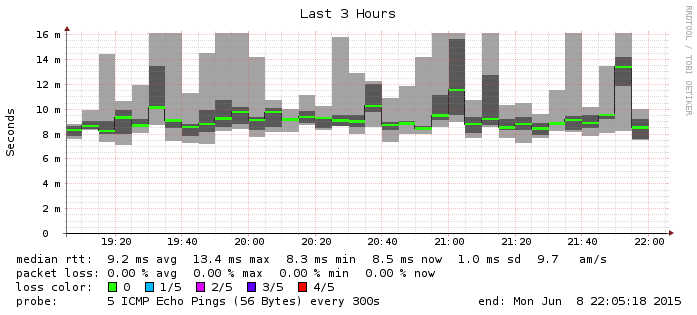 Last 3 Hours
RRDTOOL / TOBI OETIKER
Seconds
16 m
14 m
12 m
10 m
8 m
6 m
4 m
2 m
0
19:20 19:40 20:00 20:20 20:40 21:00 21:20 21:40 22:00
median rtt: 9.2 ms avg 13.4 ms max 8.3 ms min 8.5 ms now 1.0 ms sd 9.7 am/s
packet loss: 0.00 % avg 0.00 % max 0.00 % min 0.00 % now
loss color: 0 1/5 2/5 3/5 4/5
probe: 5 ICMP Echo Pings (56 Bytes) every 300s end: Mon Jun 8 22:05:18 2015